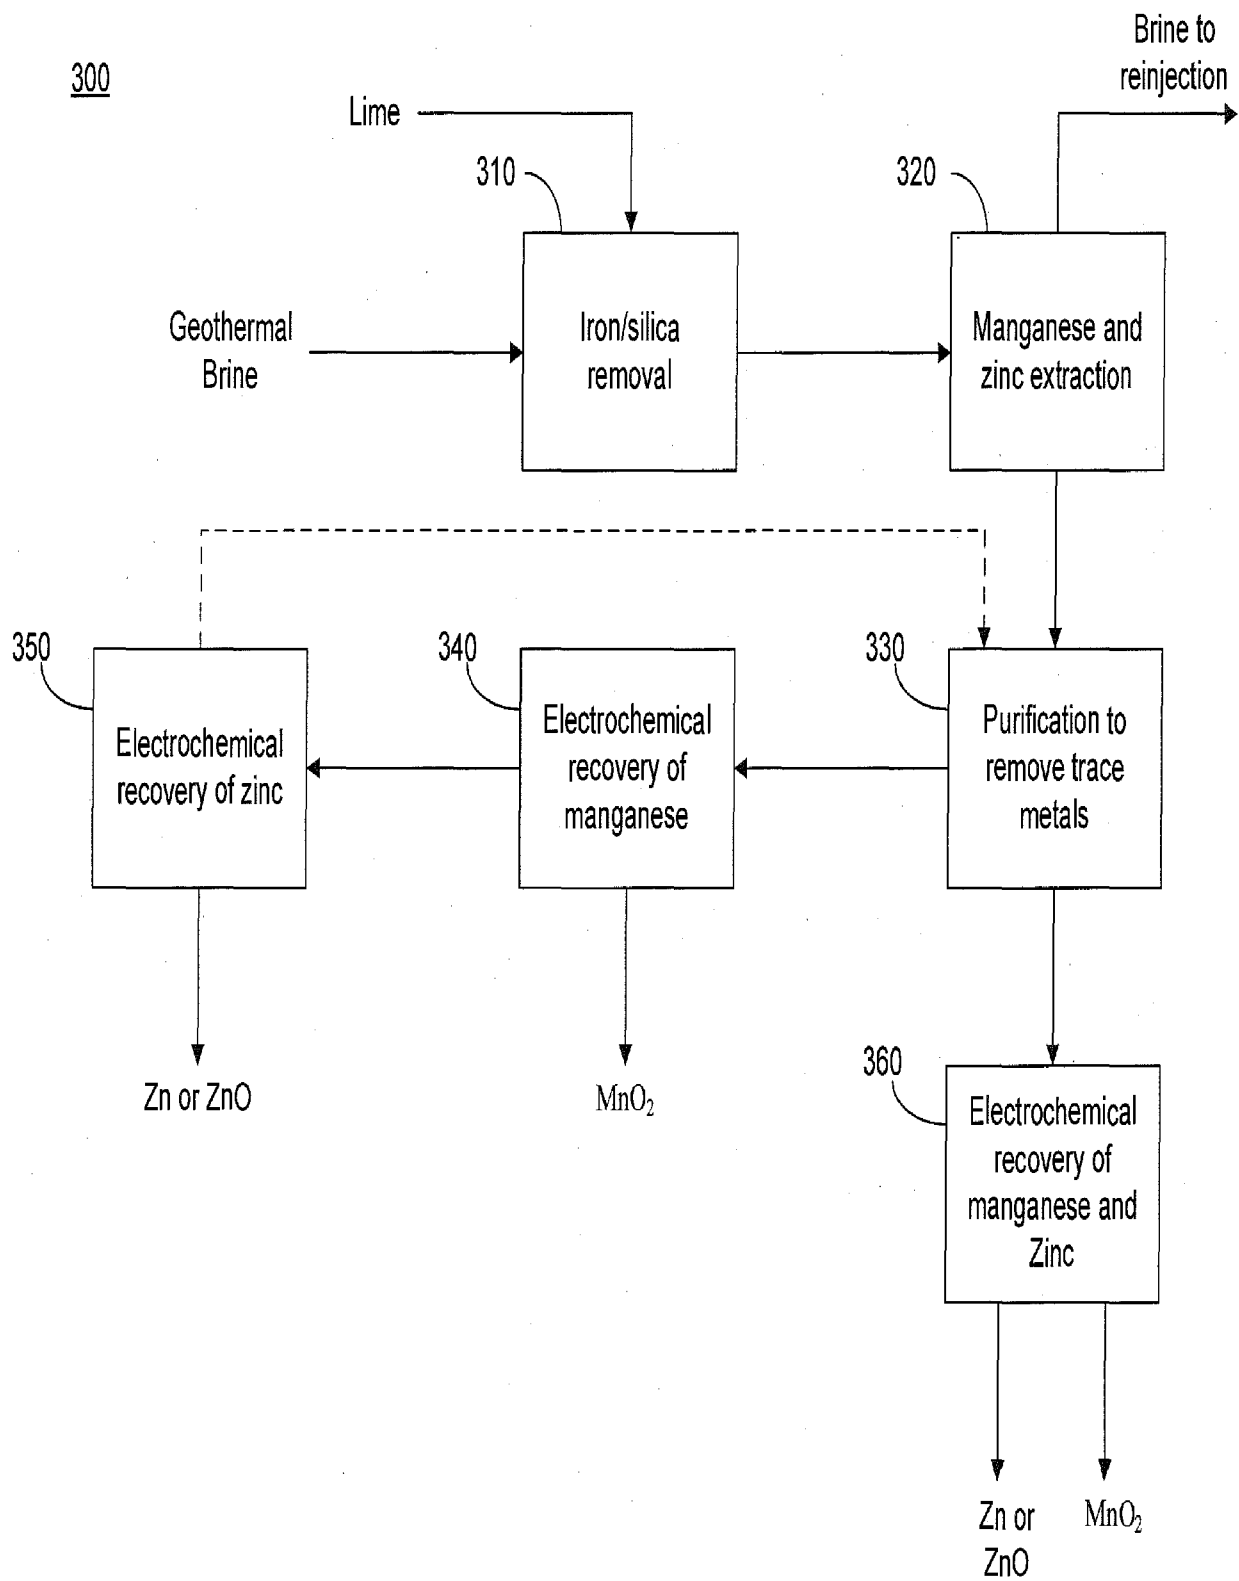 Brine to
reinjection
300
Lime
310
320
Geothermal
Brine
Iron/silica
removal
Manganese and
zinc extraction
350
340
330
Electrochemical
recovery of zinc
Electrochemical
recovery of
manganese
Purification to
remove trace
metals
Zn or ZnO
MnO₂
360
Electrochemical
recovery of
manganese and
Zinc
Zn or
ZnO
MnO₂